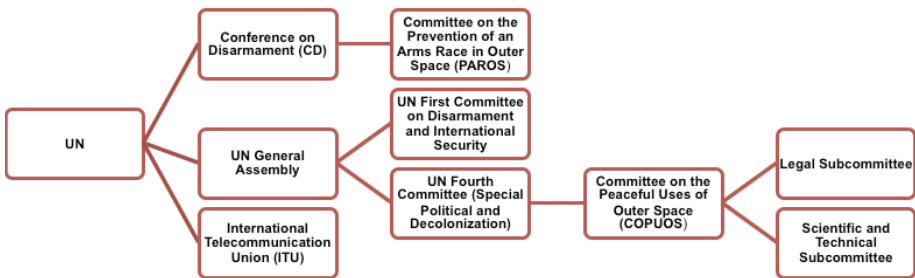 UN
Conference on
Disarmament (CD)
Committee on the
Prevention of an
Arms Race in Outer
Space (PAROS)
UN General
Assembly
UN First Committee
on Disarmament
and International
Security
UN Fourth
Committee (Special
Political and
Decolonization)
Committee on the
Peaceful Uses of
Outer Space
(COPUOS)
Legal Subcommittee
Scientific and
Technical
Subcommittee
International
Telecommunication
Union (ITU)